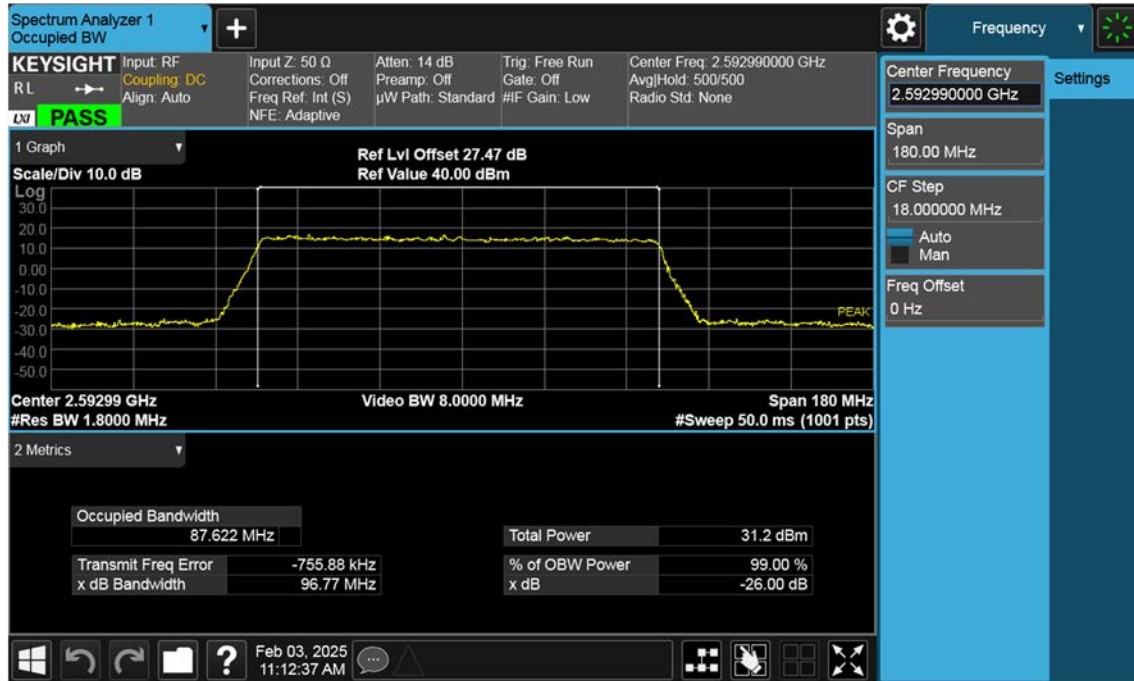 Spectrum Analyzer 1
Occupied BW
Frequency
KEYSIGHT
R L
LXI PASS
Input: RF
Coupling: DC
Align: Auto
Input Z: 50 Ω
Corrections: Off
Freq Ref: Int (S)
NFE: Adaptive
Atten: 14 dB
Preamp: Off
µW Path: Standard
Trig: Free Run
Gate: Off
#IF Gain: Low
Center Freq: 2.592990000 GHz
Avg|Hold: 500/500
Radio Std: None
Center Frequency
2.592990000 GHz
Settings
Span
180.00 MHz
CF Step
18.000000 MHz
Auto
Man
Freq Offset
0 Hz
1 Graph
Scale/Div 10.0 dB
Ref Lvl Offset 27.47 dB
Ref Value 40.00 dBm
Log
30.0
20.0
10.0
0.00
-10.0
-20.0
-30.0
-40.0
-50.0
PEAK
Center 2.59299 GHz
#Res BW 1.8000 MHz
Video BW 8.0000 MHz
Span 180 MHz
#Sweep 50.0 ms (1001 pts)
2 Metrics
Occupied Bandwidth
87.622 MHz
Total Power 31.2 dBm
Transmit Freq Error -755.88 kHz
% of OBW Power 99.00 %
x dB Bandwidth 96.77 MHz
x dB -26.00 dB
?
Feb 03, 2025
11:12:37 AM